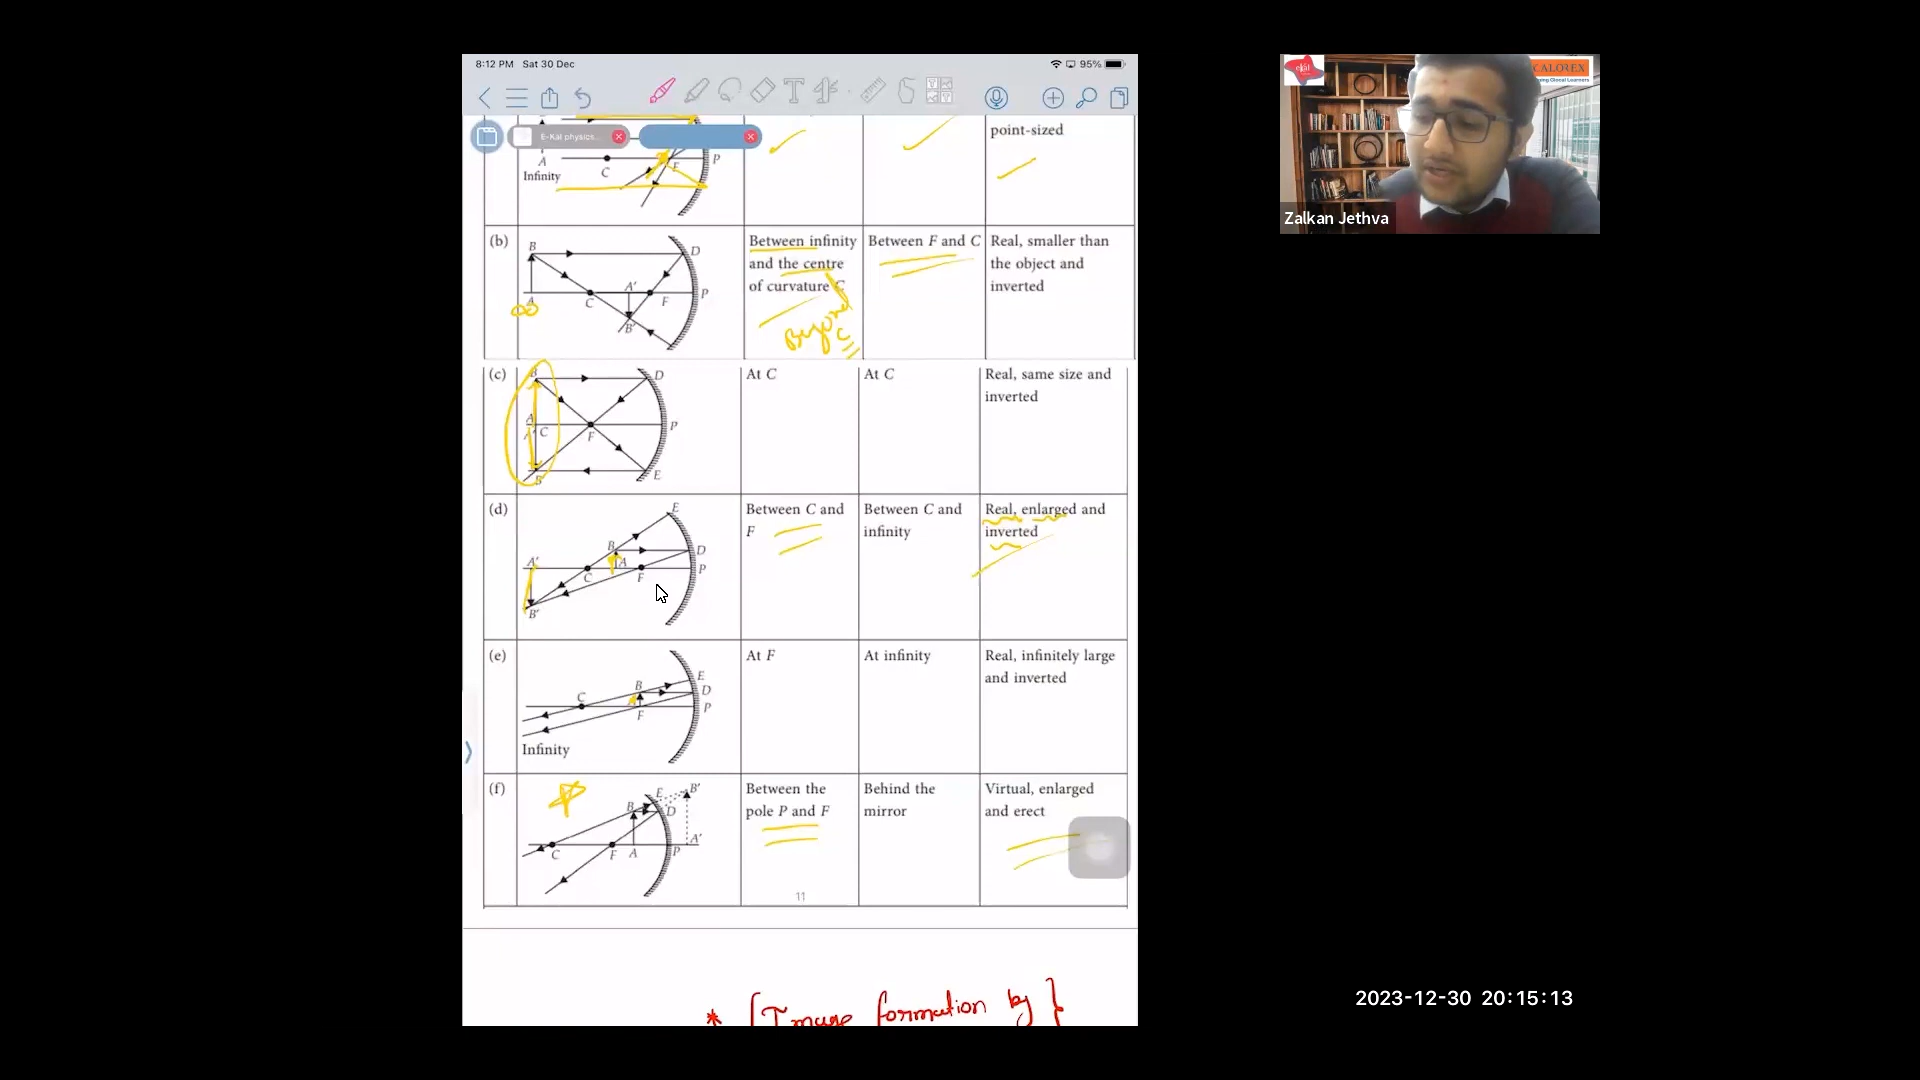 8:12 PM Sat 30 Dec
95%
E-Kal physics...
A
Infinity
C
F
P
point-sized
(b)
B
D
A
C
A'
F
P
B'
∞
Between infinity
and the centre
of curvature C
Beyond
C
Between F and C
Real, smaller than
the object and
inverted
(c)
B
D
A
A'
C
F
P
B'
E
At C
At C
Real, same size and
inverted
(d)
E
B
D
A'
A
C
F
P
B'
Between C and
F
Between C and
infinity
Real, enlarged and
inverted
(e)
E
B
D
C
F
P
Infinity
At F
At infinity
Real, infinitely large
and inverted
(f)
E
B'
B
D
C
F
A
P
A'
Between the
pole P and F
Behind the
mirror
Virtual, enlarged
and erect
11
* [Image formation by }
Zalkan Jethva
2023-12-30 20:15:13